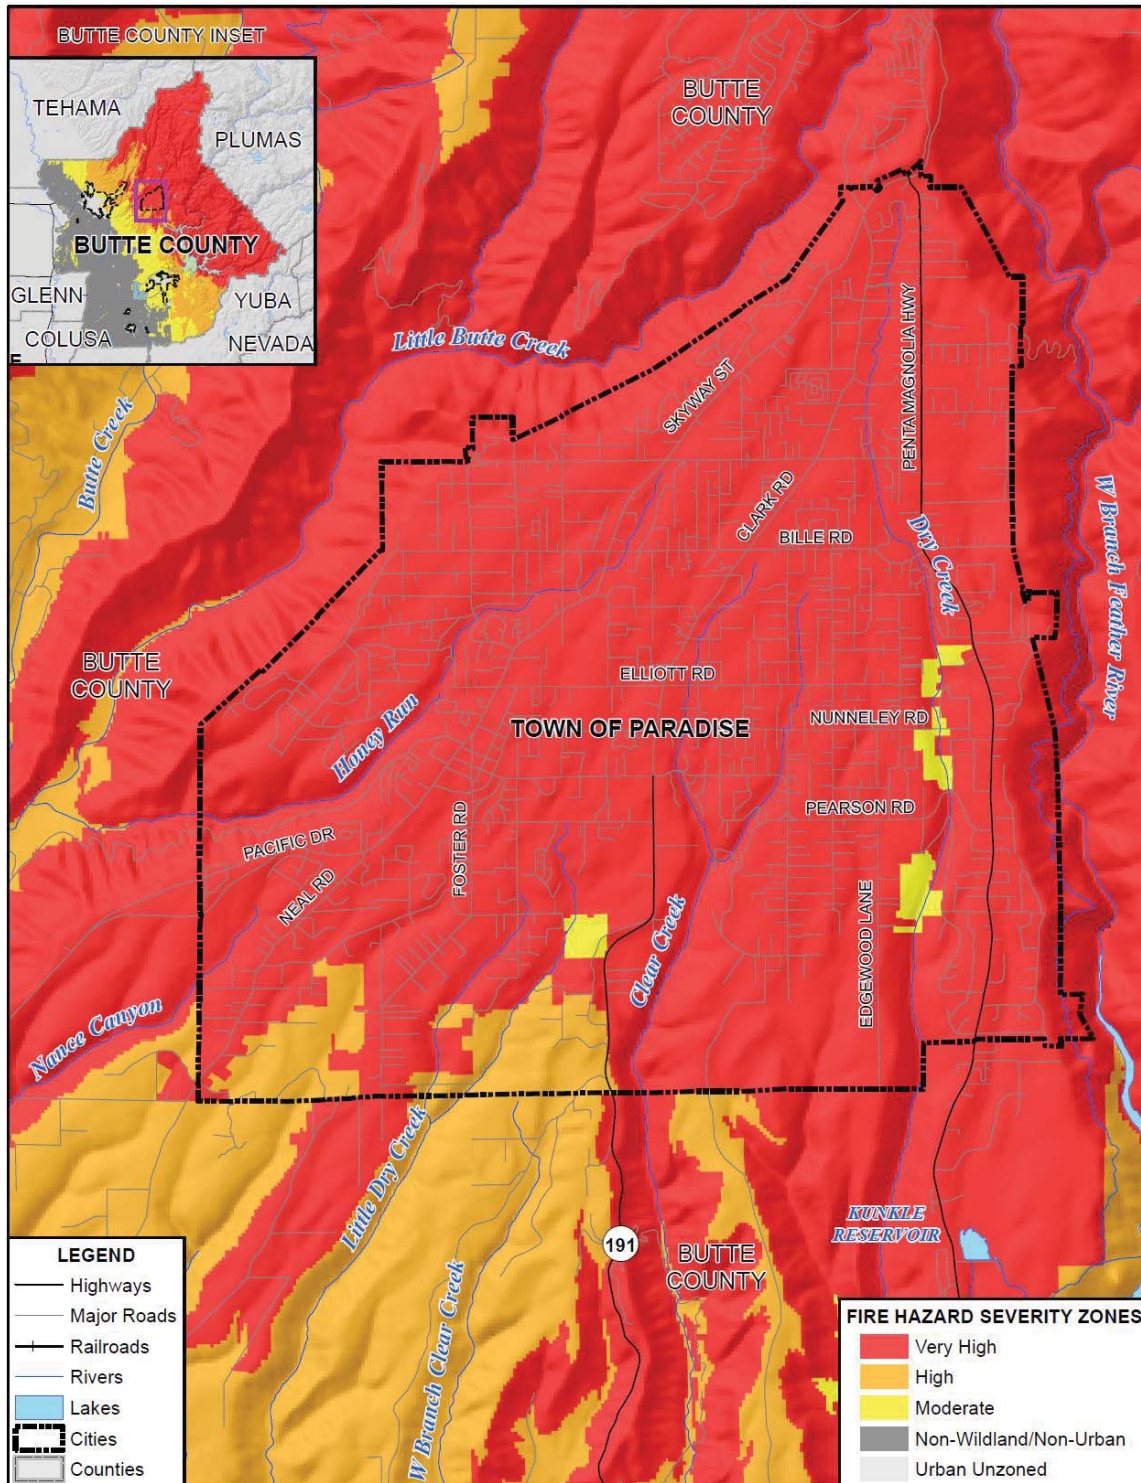 BUTTE COUNTY INSET
TEHAMA
PLUMAS
BUTTE COUNTY
GLENN
YUBA
COLUSA
NEVADA
BUTTE
COUNTY
Little Butte Creek
SKYWAY ST
PENTA MAGNOLIA HWY
Butte Creek
CLARK RD
BILLE RD
Dry Creek
W Branch Feather River
BUTTE
COUNTY
ELLIOTT RD
Honey Run
TOWN OF PARADISE
NUNNELEY RD
PEARSON RD
PACIFIC DR
FOSTER RD
NEAL RD
EDGEWOOD LANE
Clear Creek
Nance Canyon
Little Dry Creek
KUNKLE
RESERVOIR
191
BUTTE
COUNTY
W Branch Clear Creek
LEGEND
Highways
Major Roads
Railroads
Rivers
Lakes
Cities
Counties
FIRE HAZARD SEVERITY ZONES
Very High
High
Moderate
Non-Wildland/Non-Urban
Urban Unzoned